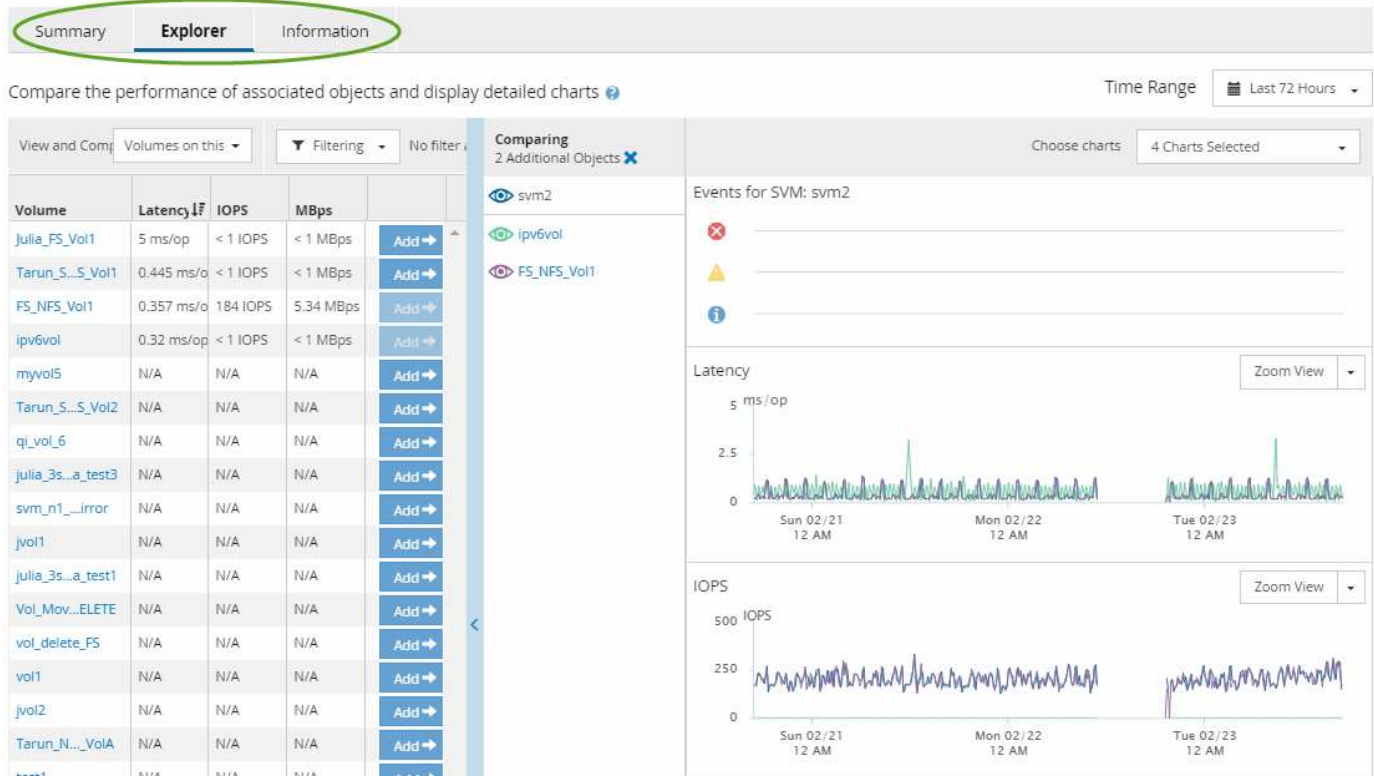 Summary Explorer Information
Compare the performance of associated objects and display detailed charts ?
Time Range Last 72 Hours
View and Comp Volumes on this Filtering No filter
Volume Latency IOPS MBps
Julia_FS_Vol1 5 ms/op < 1 IOPS < 1 MBps Add
Tarun_S...S_Vol1 0.445 ms/o < 1 IOPS < 1 MBps Add
FS_NFS_Vol1 0.357 ms/o 184 IOPS 5.34 MBps Add
ipv6vol 0.32 ms/op < 1 IOPS < 1 MBps Add
myvol5 N/A N/A N/A Add
Tarun_S...S_Vol2 N/A N/A N/A Add
qi_vol_6 N/A N/A N/A Add
julia_3s...a_test3 N/A N/A N/A Add
svm_n1_...irror N/A N/A N/A Add
jvol1 N/A N/A N/A Add
julia_3s...a_test1 N/A N/A N/A Add
Vol_Mov...ELETE N/A N/A N/A Add
vol_delete_FS N/A N/A N/A Add
vol1 N/A N/A N/A Add
jvol2 N/A N/A N/A Add
Tarun_N..._VolA N/A N/A N/A Add
Comparing
2 Additional Objects
svm2
ipv6vol
FS_NFS_Vol1
Choose charts 4 Charts Selected
Events for SVM: svm2
Latency Zoom View
5 ms/op
2.5
0
Sun 02/21 Mon 02/22 Tue 02/23
12 AM 12 AM 12 AM
IOPS Zoom View
500 IOPS
250
0
Sun 02/21 Mon 02/22 Tue 02/23
12 AM 12 AM 12 AM